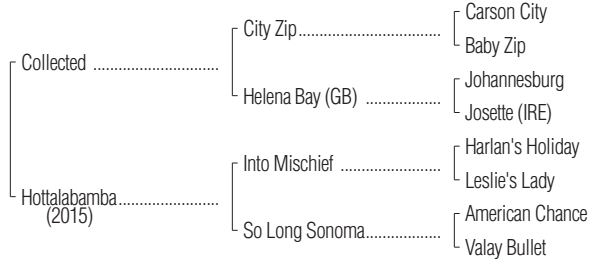 Carson City
City Zip
Baby Zip
Collected
Johannesburg
Helena Bay (GB)
Josette (IRE)
Harlan's Holiday
Into Mischief
Leslie's Lady
Hottalabamba
(2015)
American Chance
So Long Sonoma
Valay Bullet